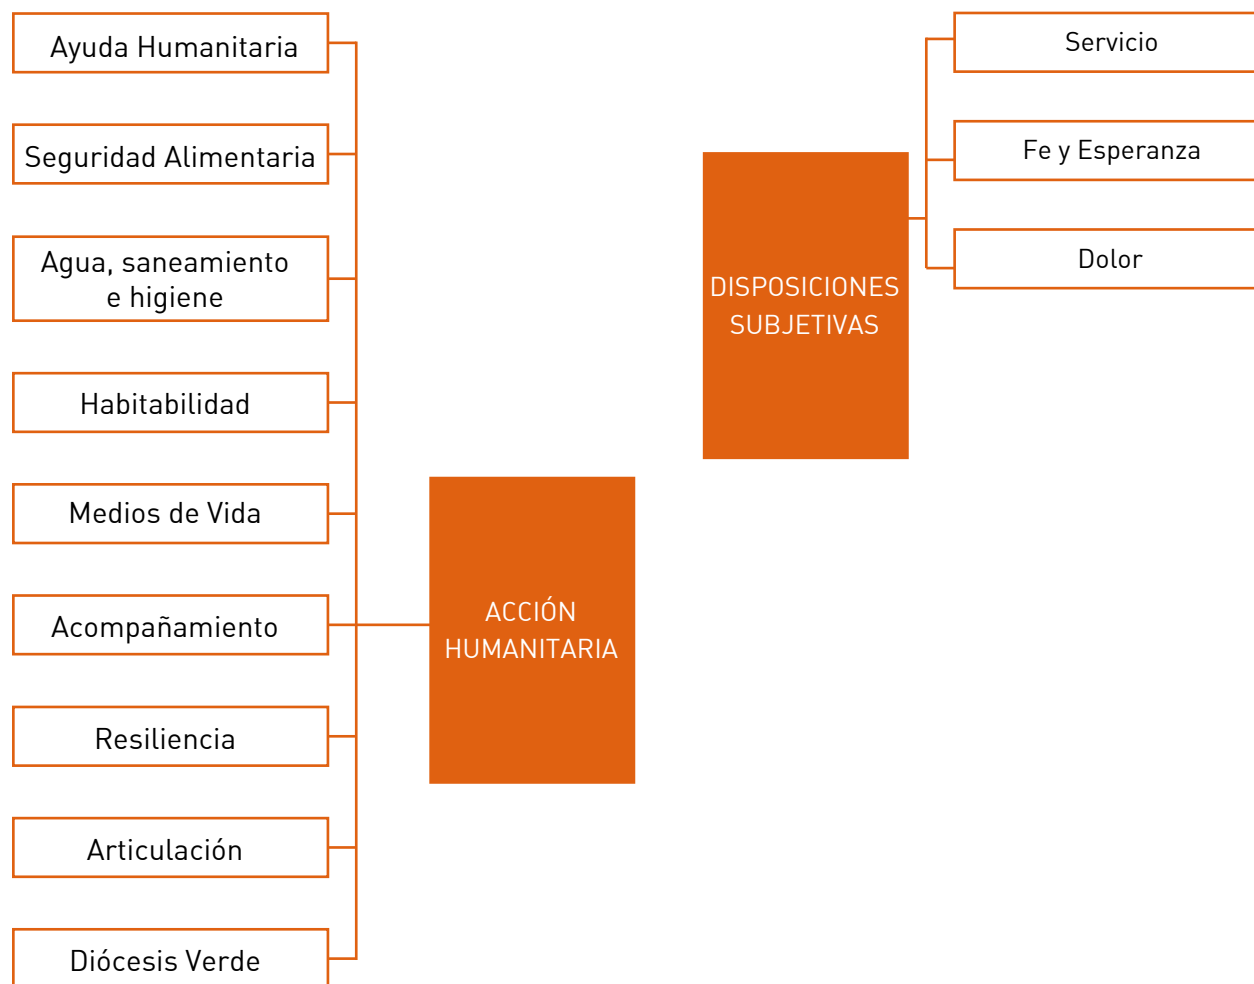 Ayuda Humanitaria
Seguridad Alimentaria
Agua, saneamiento
e higiene
Habitabilidad
Medios de Vida
Acompañamiento
Resiliencia
Articulación
Diócesis Verde
ACCIÓN
HUMANITARIA
DISPOSICIONES
SUBJETIVAS
Servicio
Fe y Esperanza
Dolor